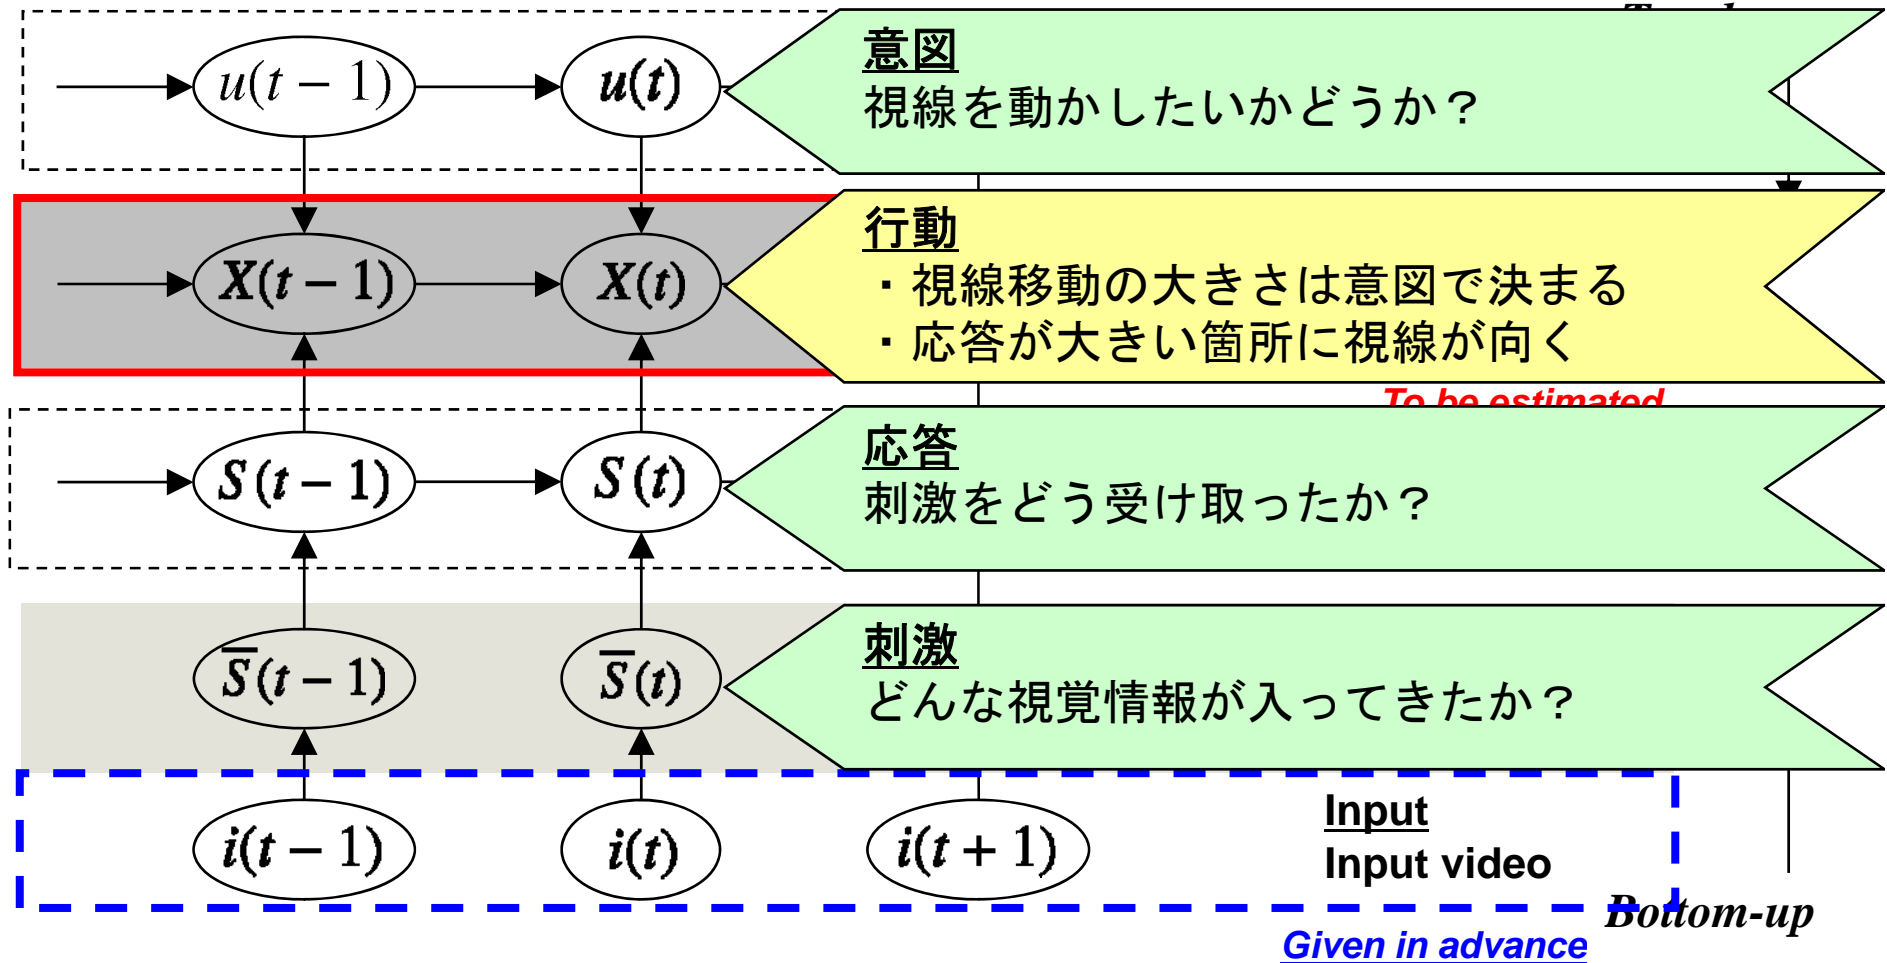 u(t − 1)
u(t)
意図
視線を動かしたいかどうか？
X(t − 1)
X(t)
行動
・視線移動の大きさは意図で決まる
・応答が大きい箇所に視線が向く
To be estimated
S(t − 1)
S(t)
応答
刺激をどう受け取ったか？
S̅(t − 1)
S̅(t)
刺激
どんな視覚情報が入ってきたか？
i(t − 1)
i(t)
i(t + 1)
Input
Input video
Bottom-up
Given in advance